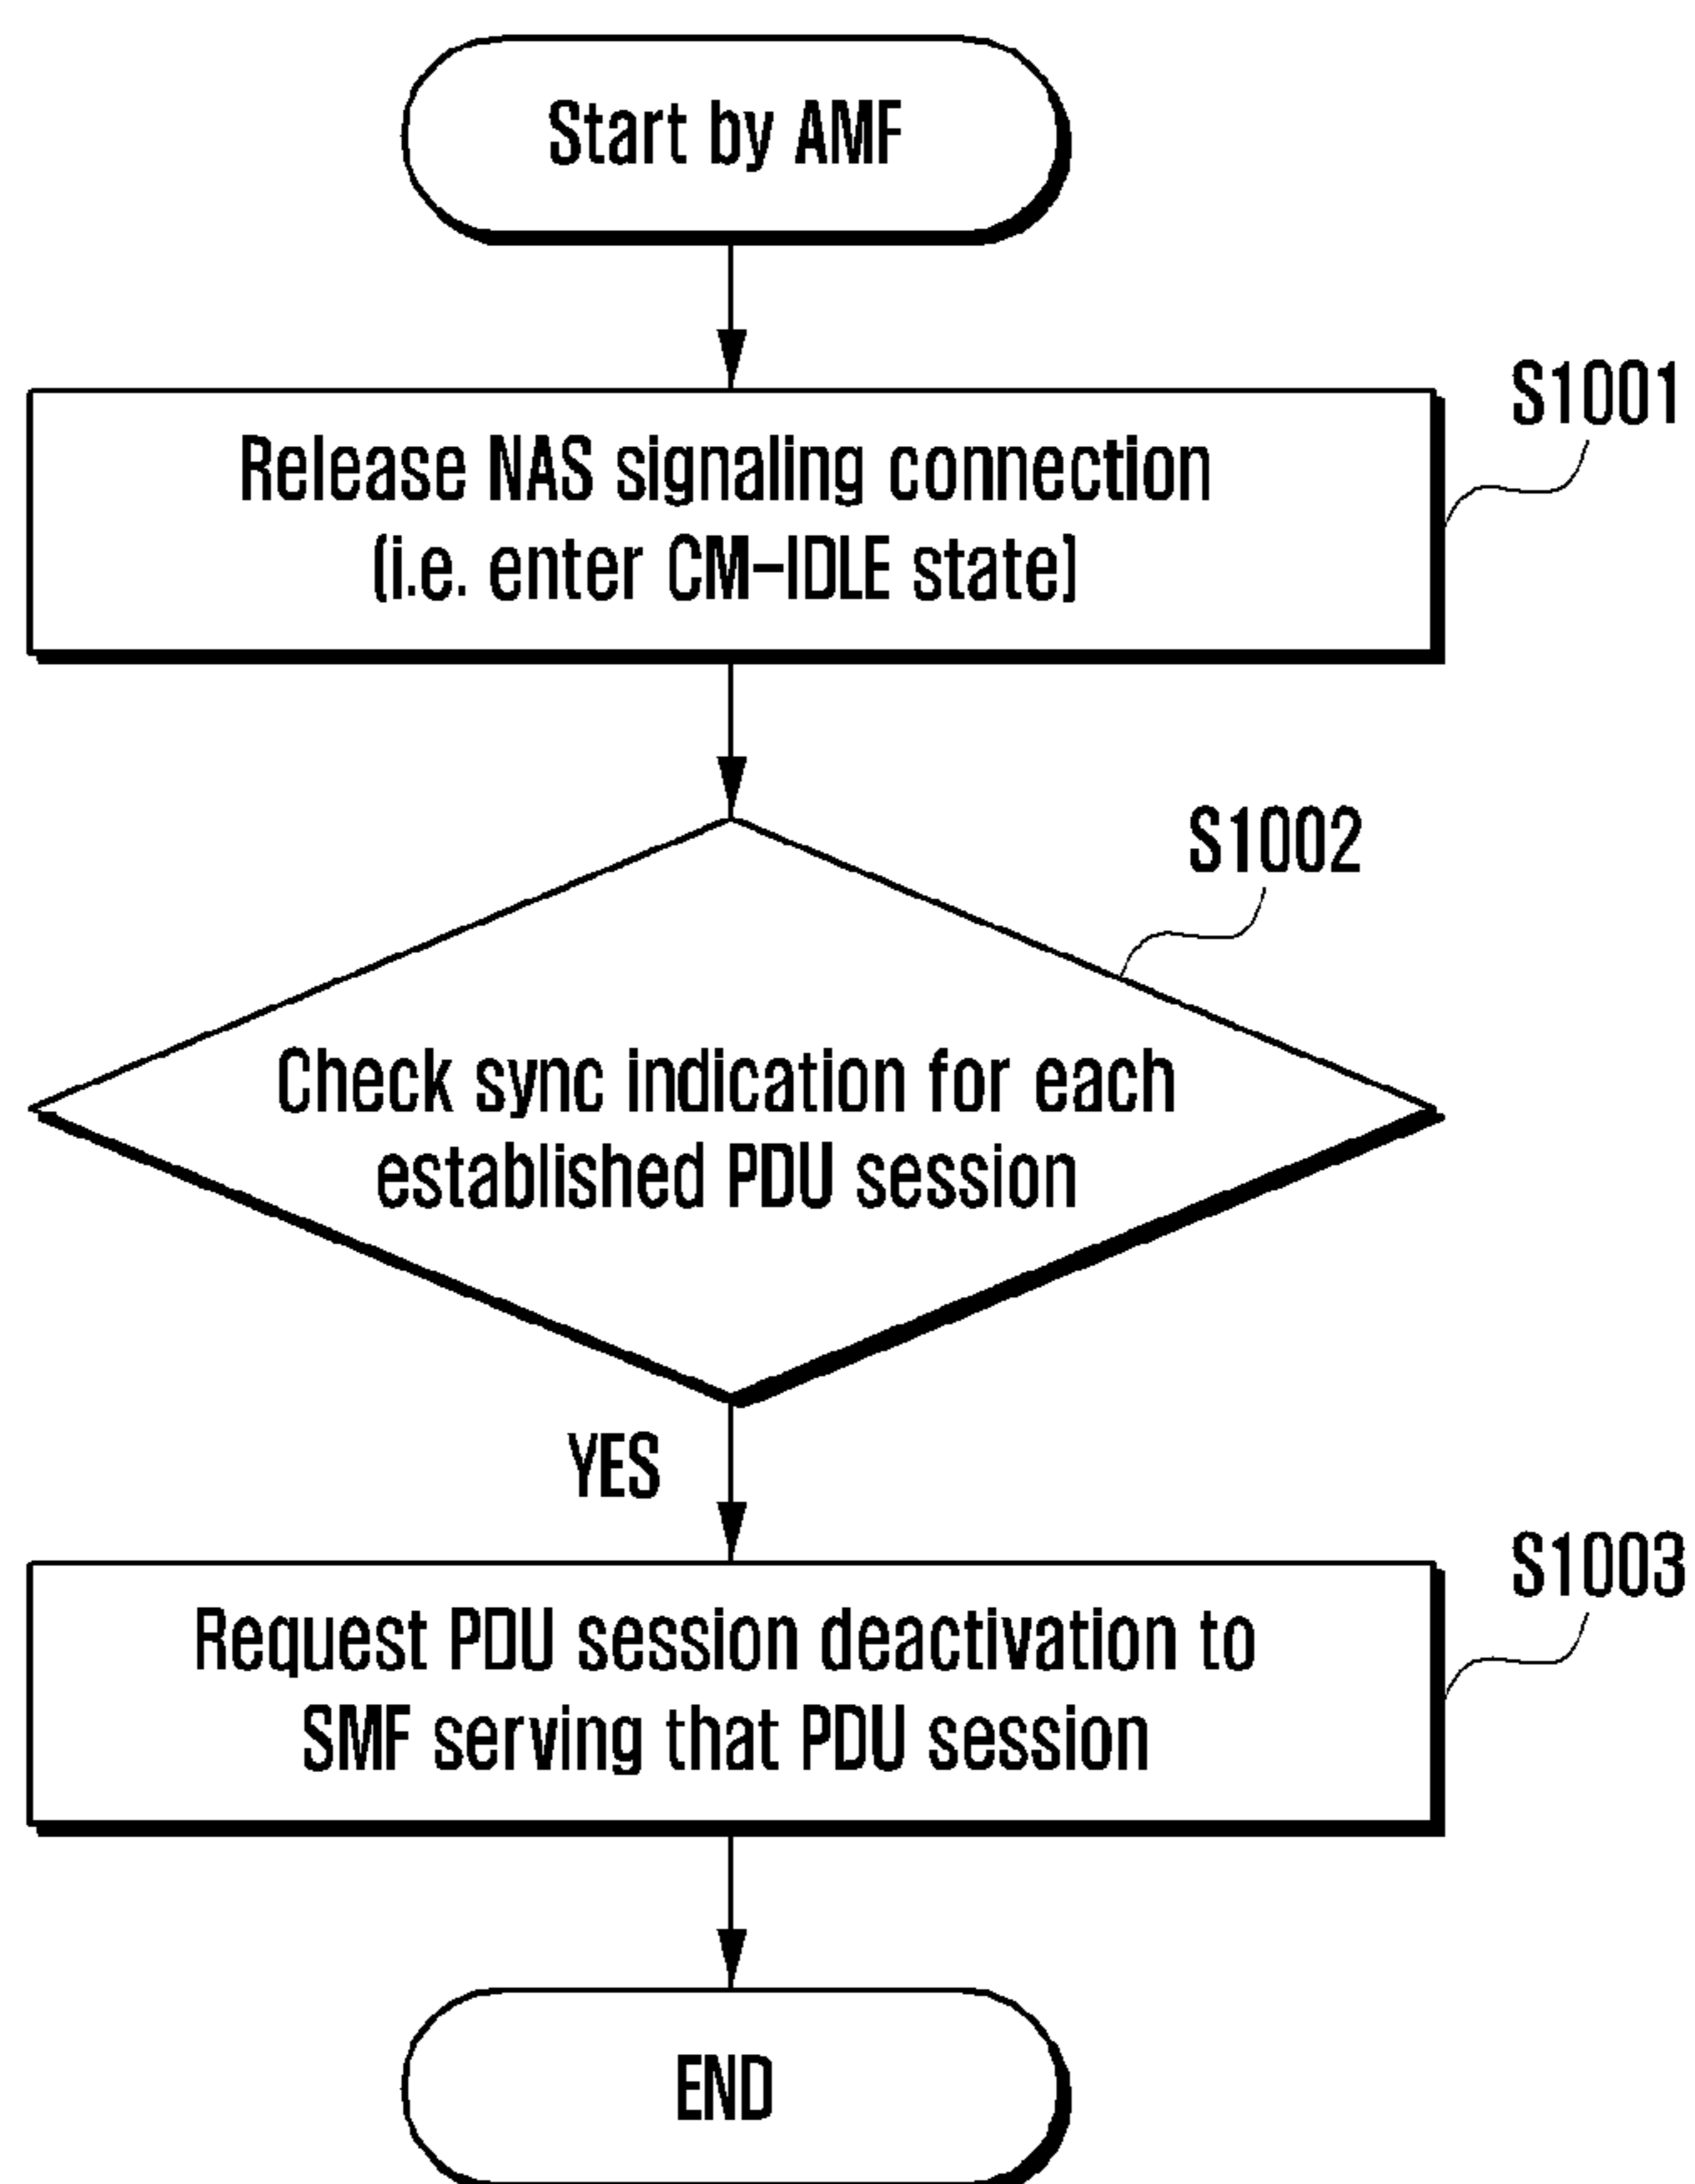 Start by AMF
S1001
Release NAS signaling connection
(i.e. enter CM-IDLE state)
S1002
Check sync indication for each
established PDU session
YES
S1003
Request PDU session deactivation to
SMF serving that PDU session
END